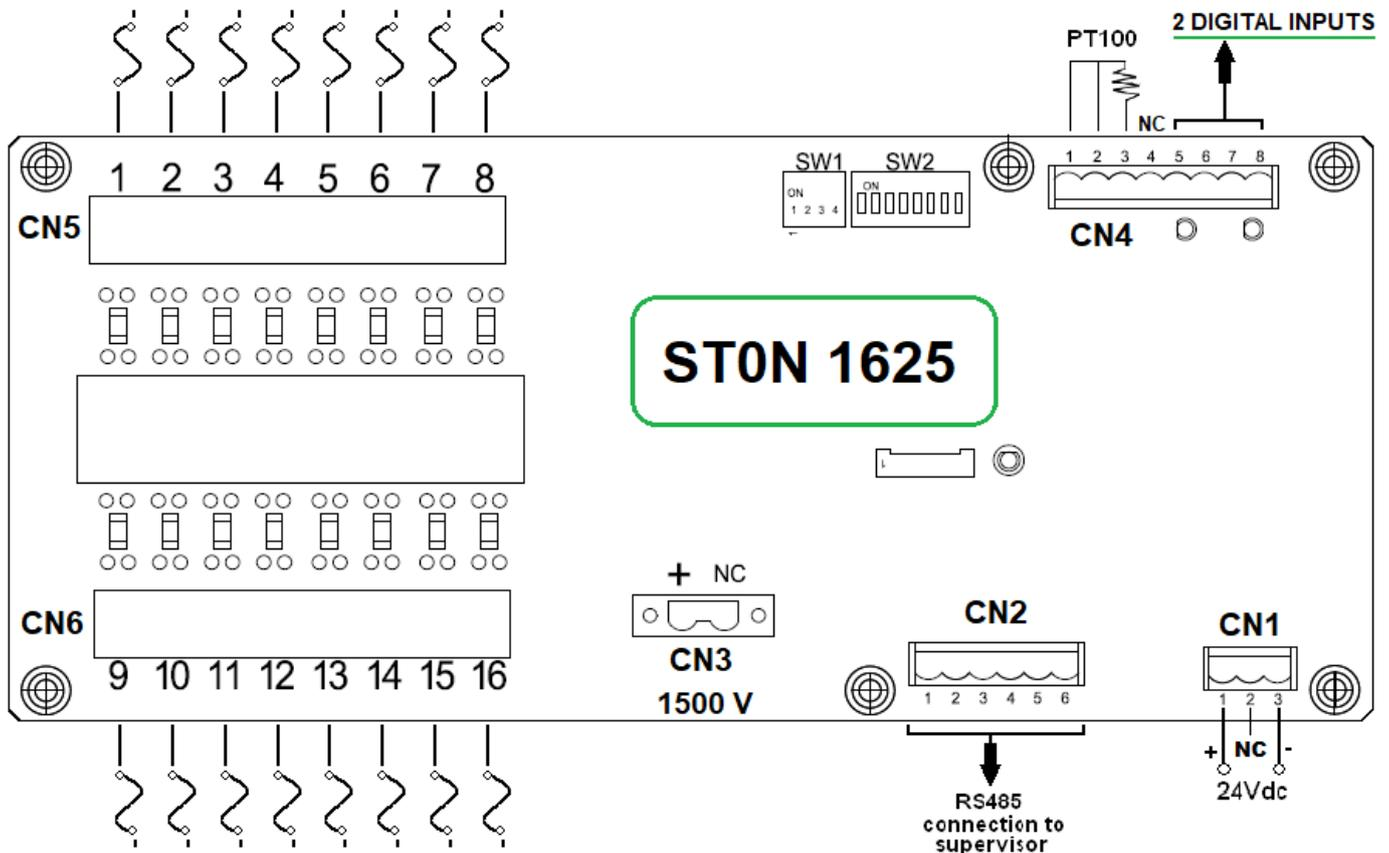 2 DIGITAL INPUTS
PT100
NC
1 2 3 4 5 6 7 8
CN4
SW1 SW2
ON
1 2 3 4
ON
1 2 3 4 5 6 7 8
CN5
ST0N 1625
1
CN6
9 10 11 12 13 14 15 16
+ NC
CN3
1500 V
CN2
1 2 3 4 5 6
RS485
connection to
supervisor
CN1
1 2 3
+ NC -
24Vdc